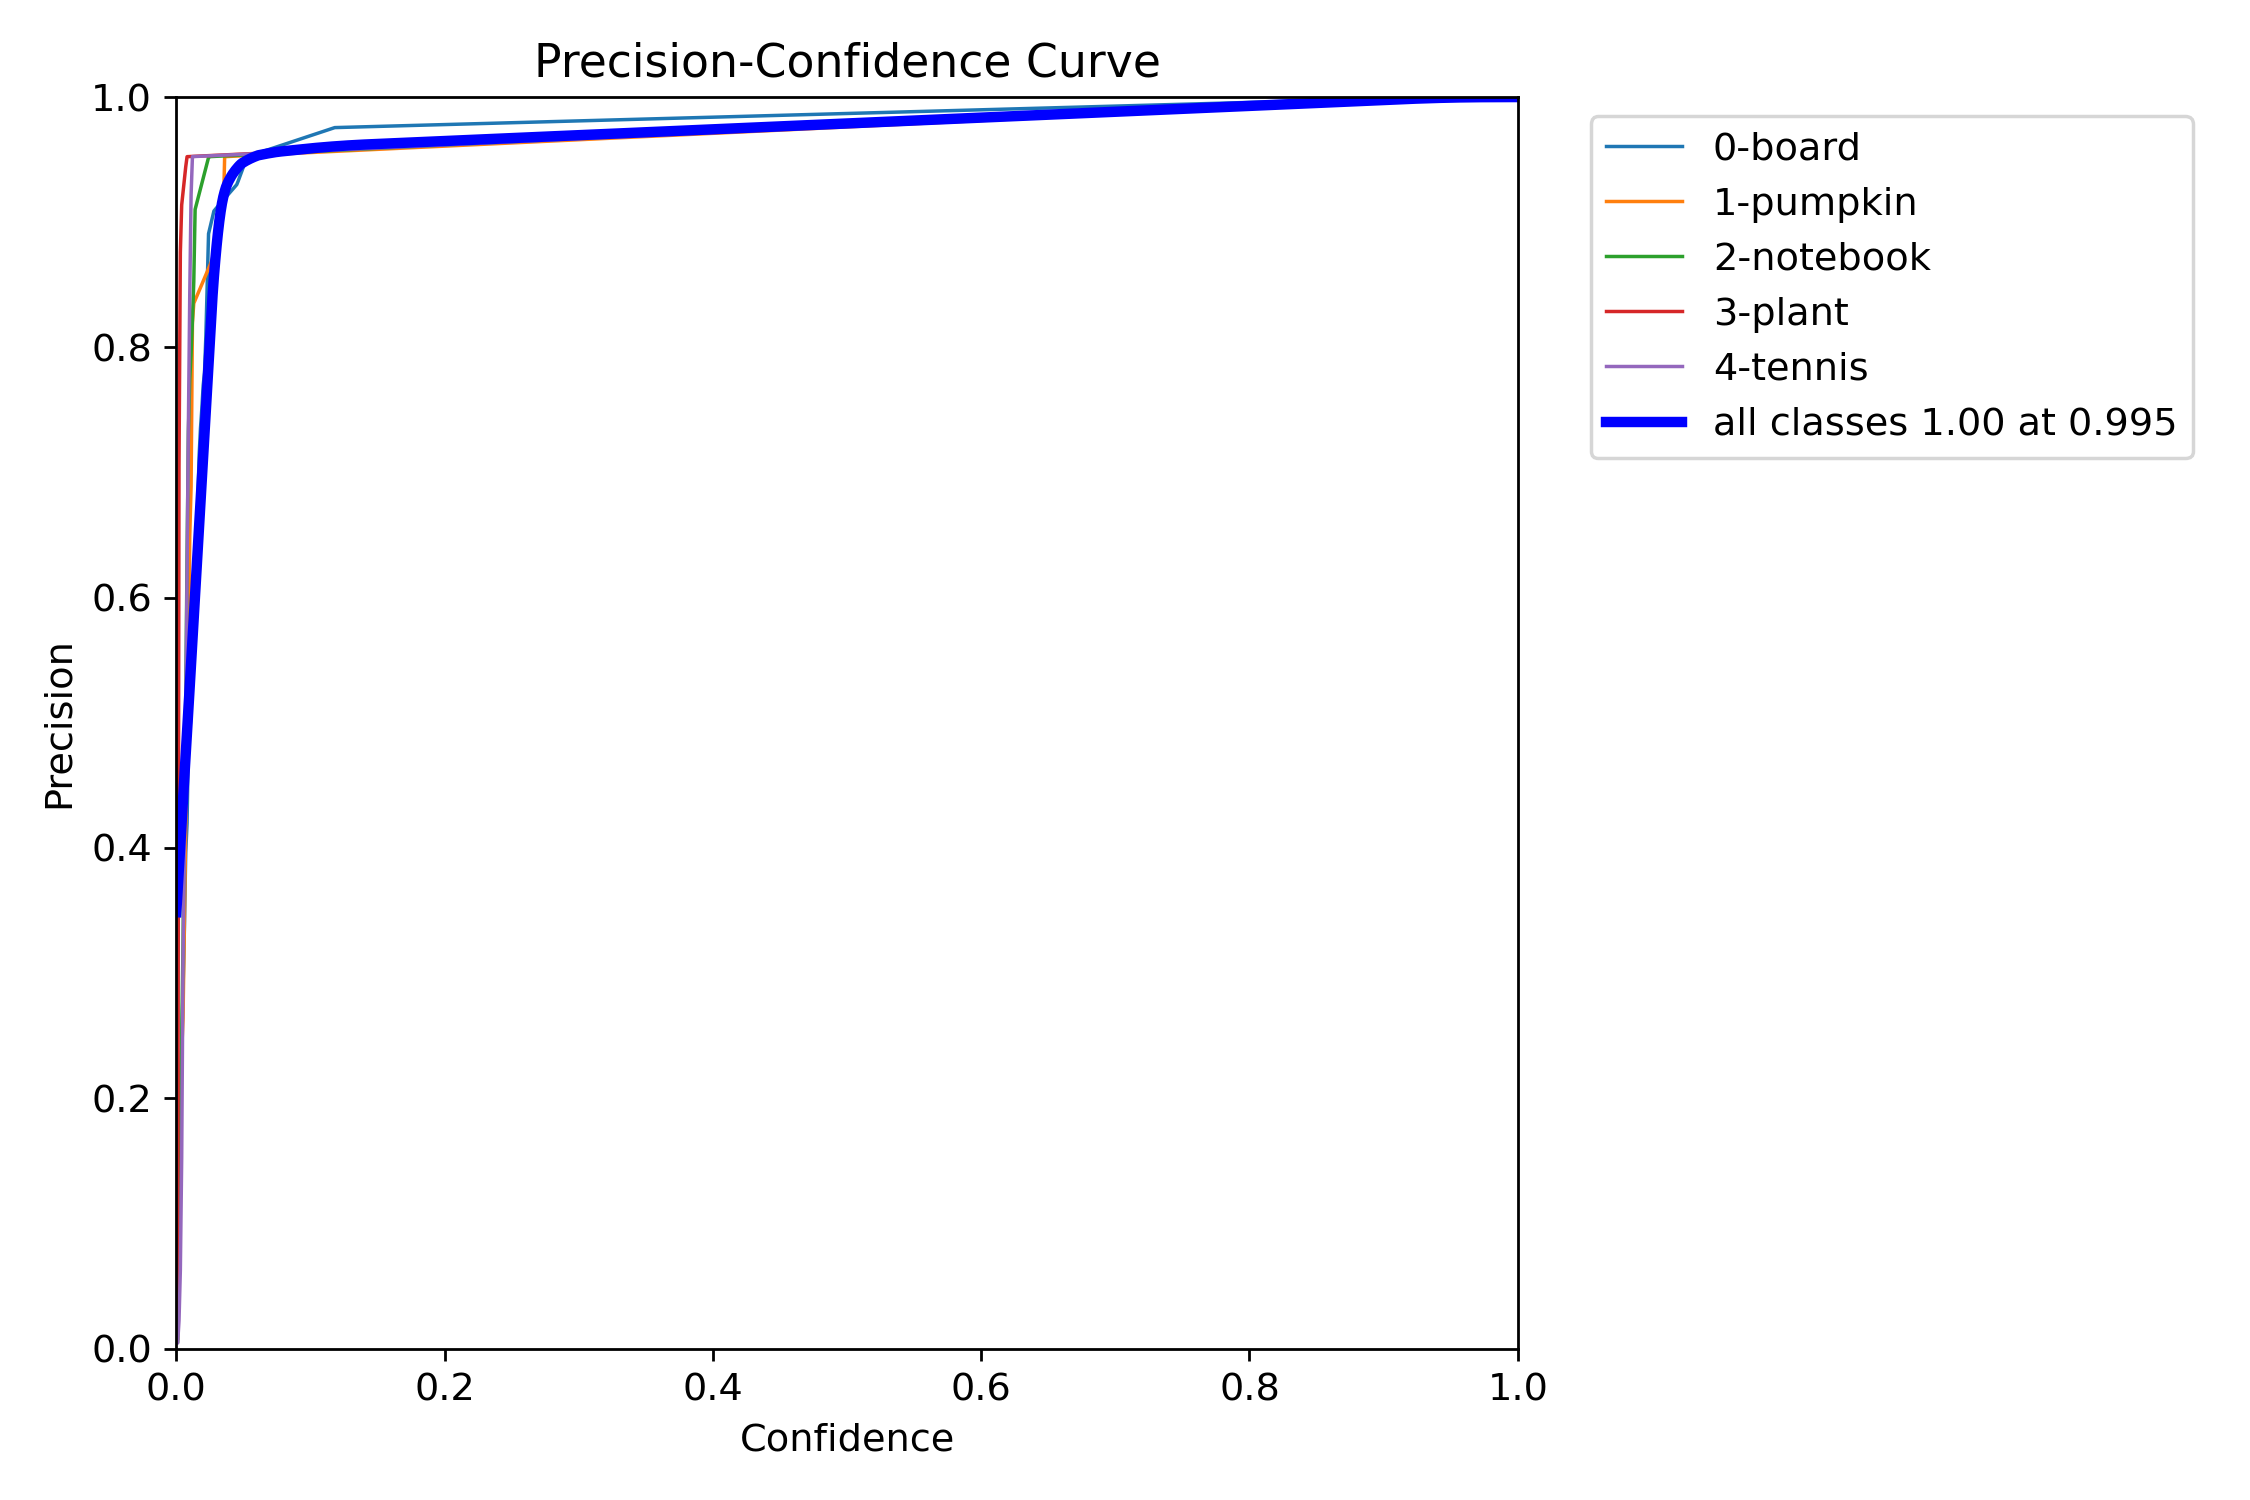 Precision-Confidence Curve
1.0
0.8
0.6
0.4
0.2
0.0
Precision
0.0 0.2 0.4 0.6 0.8 1.0
Confidence
0-board
1-pumpkin
2-notebook
3-plant
4-tennis
all classes 1.00 at 0.995